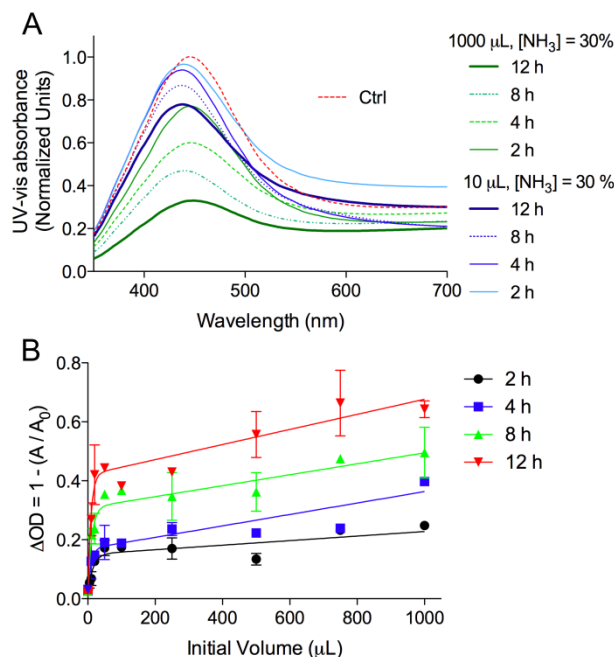 A
1000 μL, [NH₃] = 30%
12 h
8 h
4 h
2 h
10 μL, [NH₃] = 30%
12 h
8 h
4 h
2 h
Ctrl
UV-vis absorbance
(Normalized Units)
1.0
0.8
0.6
0.4
0.2
0.0
400 500 600 700
Wavelength (nm)
B
2 h
4 h
8 h
12 h
ΔOD = 1 - (A / A₀)
0.8
0.6
0.4
0.2
0.0
0 200 400 600 800 1000
Initial Volume (μL)